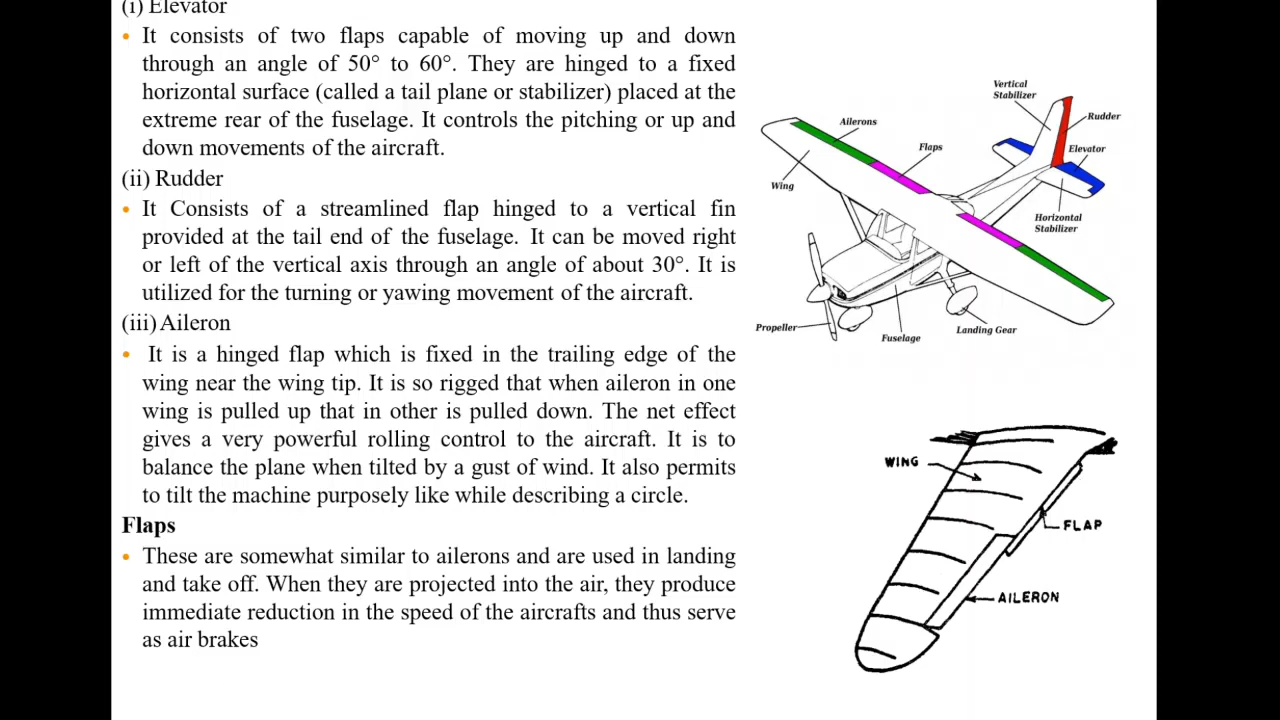 (i) Elevator
• It consists of two flaps capable of moving up and down
through an angle of 50° to 60°. They are hinged to a fixed
horizontal surface (called a tail plane or stabilizer) placed at the
extreme rear of the fuselage. It controls the pitching or up and
down movements of the aircraft.
(ii) Rudder
• It Consists of a streamlined flap hinged to a vertical fin
provided at the tail end of the fuselage. It can be moved right
or left of the vertical axis through an angle of about 30°. It is
utilized for the turning or yawing movement of the aircraft.
(iii) Aileron
• It is a hinged flap which is fixed in the trailing edge of the
wing near the wing tip. It is so rigged that when aileron in one
wing is pulled up that in other is pulled down. The net effect
gives a very powerful rolling control to the aircraft. It is to
balance the plane when tilted by a gust of wind. It also permits
to tilt the machine purposely like while describing a circle.
Flaps
• These are somewhat similar to ailerons and are used in landing
and take off. When they are projected into the air, they produce
immediate reduction in the speed of the aircrafts and thus serve
as air brakes
Vertical
Stabilizer
Rudder
Ailerons
Flaps
Elevator
Wing
Horizontal
Stabilizer
Propeller
Landing Gear
Fuselage
WING
FLAP
AILERON